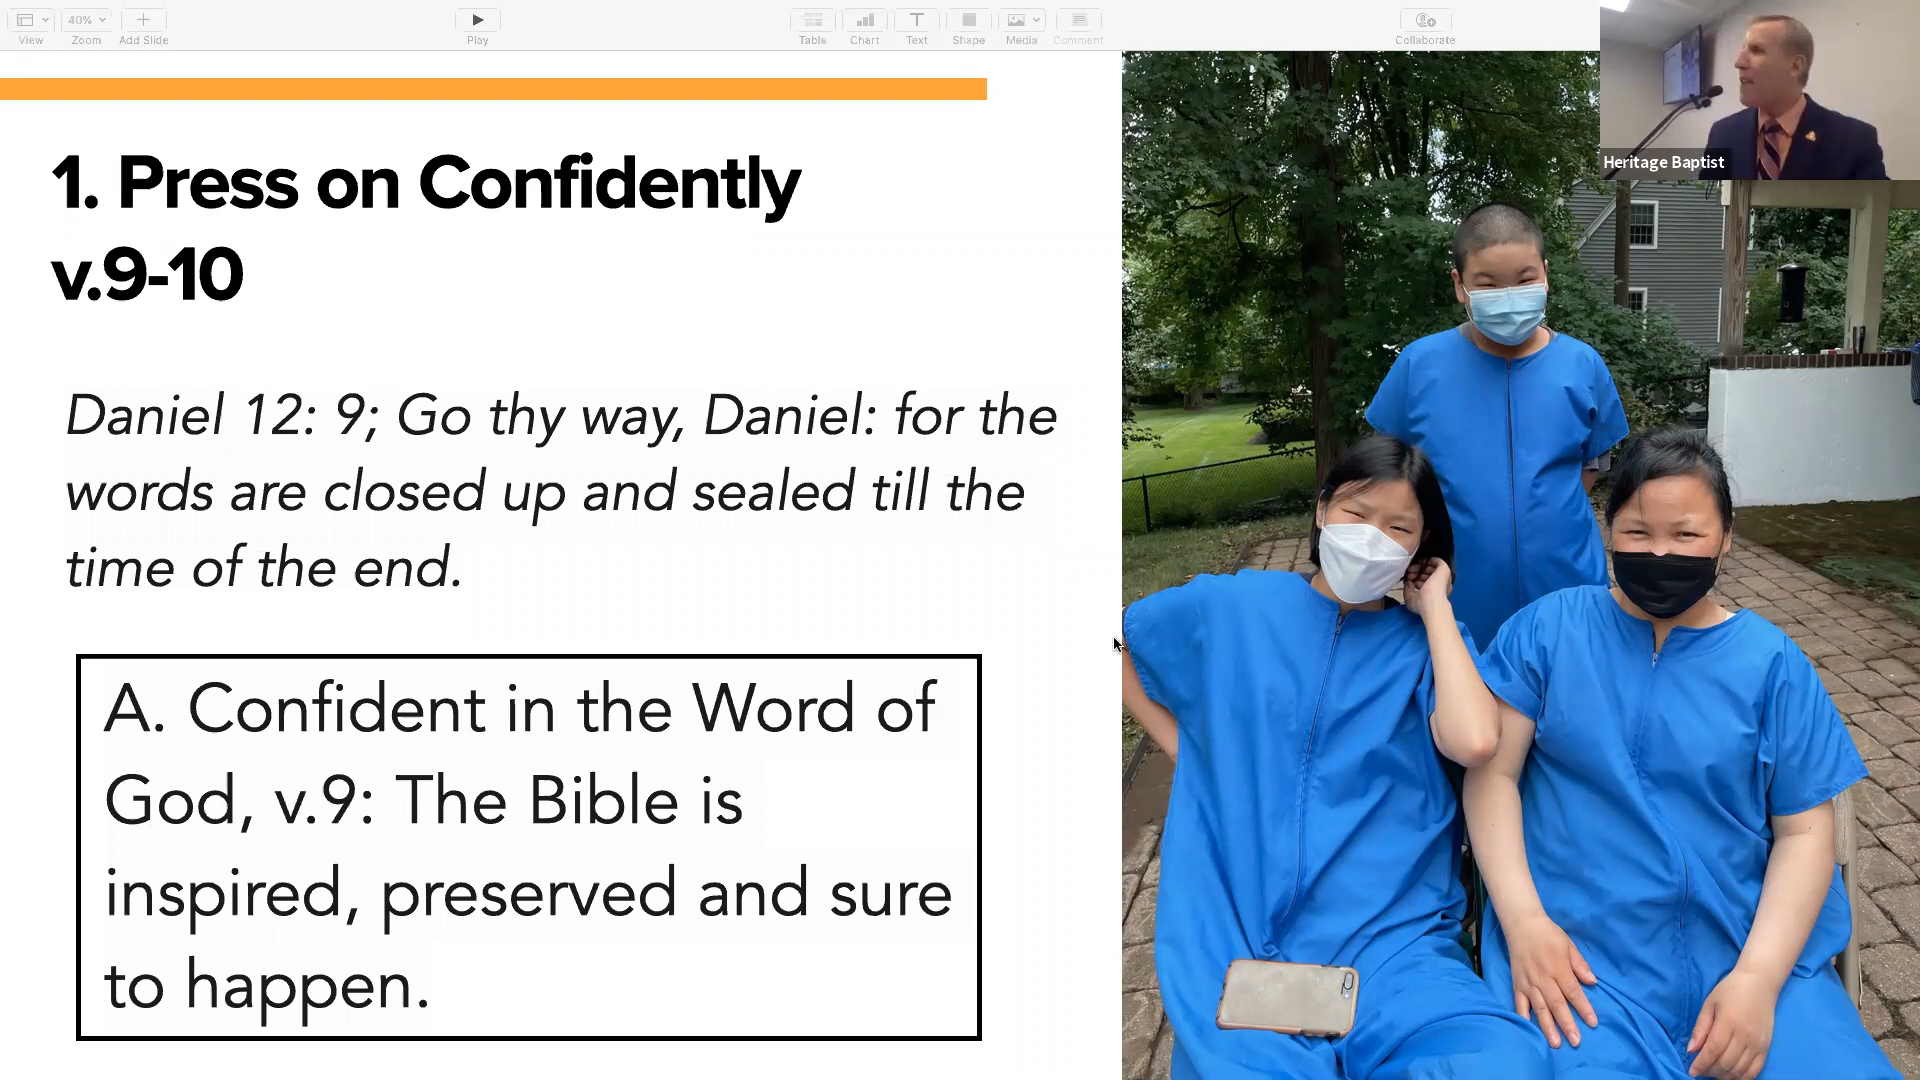 40%
View
Zoom
Add Slide
Play
Table
Chart
Text
Shape
Media
Comment
Collaborate
Heritage Baptist
1. Press on Confidently
v.9-10
Daniel 12: 9; Go thy way, Daniel: for the
words are closed up and sealed till the
time of the end.
A. Confident in the Word of
God, v.9: The Bible is
inspired, preserved and sure
to happen.